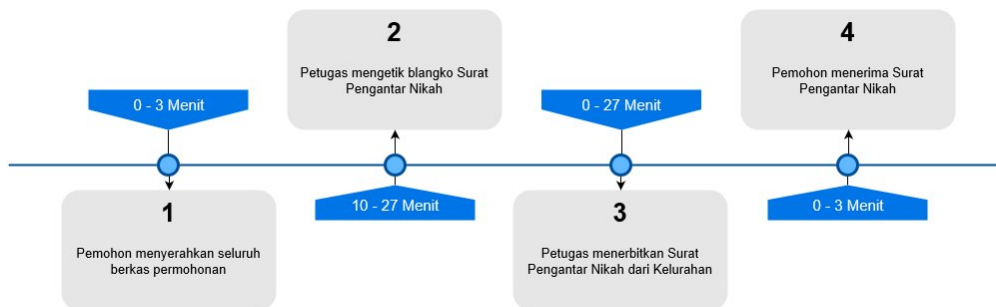 0 - 3 Menit
1
Pemohon menyerahkan seluruh
berkas permohonan
2
Petugas mengetik blangko Surat
Pengantar Nikah
10 - 27 Menit
0 - 27 Menit
3
Petugas menerbitkan Surat
Pengantar Nikah dari Kelurahan
4
Pemohon menerima Surat
Pengantar Nikah
0 - 3 Menit